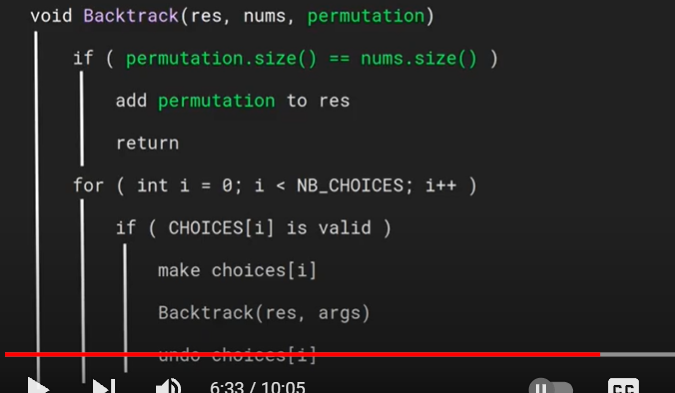 void Backtrack(res, nums, permutation)
if ( permutation.size() == nums.size() )
add permutation to res
return
for ( int i = 0; i < NB_CHOICES; i++ )
if ( CHOICES[i] is valid )
make choices[i]
Backtrack(res, args)
undo choices[i]
6:33 / 10:05
CC